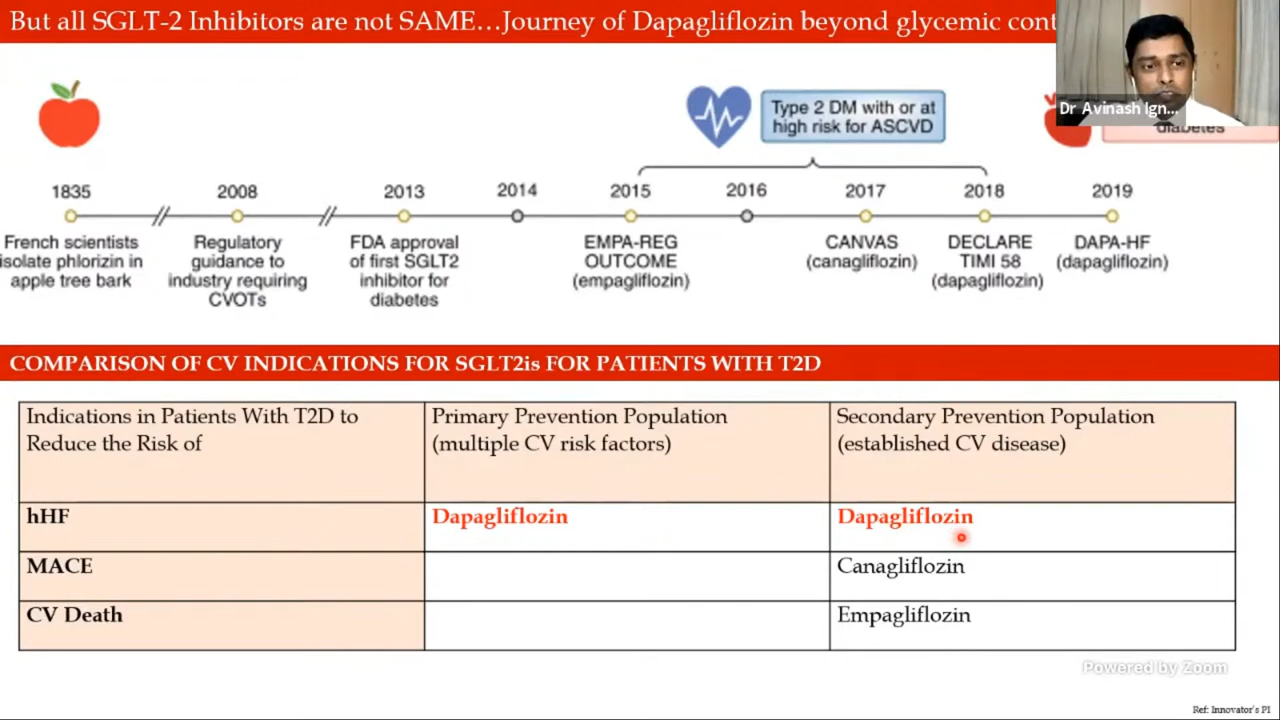 But all SGLT-2 Inhibitors are not SAME…Journey of Dapagliflozin beyond glycemic
Dr Avinash Ign...
Type 2 DM with or at
high risk for ASCVD
diabetes
1835
2008
2013
2014
2015
2016
2017
2018
2019
French scientists
isolate phlorizin in
apple tree bark
Regulatory
guidance to
industry requiring
CVOTs
FDA approval
of first SGLT2
inhibitor for
diabetes
EMPA-REG
OUTCOME
(empagliflozin)
CANVAS
(canagliflozin)
DECLARE
TIMI 58
(dapagliflozin)
DAPA-HF
(dapagliflozin)
COMPARISON OF CV INDICATIONS FOR SGLT2is FOR PATIENTS WITH T2D
Indications in Patients With T2D to
Reduce the Risk of
Primary Prevention Population
(multiple CV risk factors)
Secondary Prevention Population
(established CV disease)
hHF
Dapagliflozin
Dapagliflozin
MACE
Canagliflozin
CV Death
Empagliflozin
Powered by Zoom
Ref: Innovator's PI